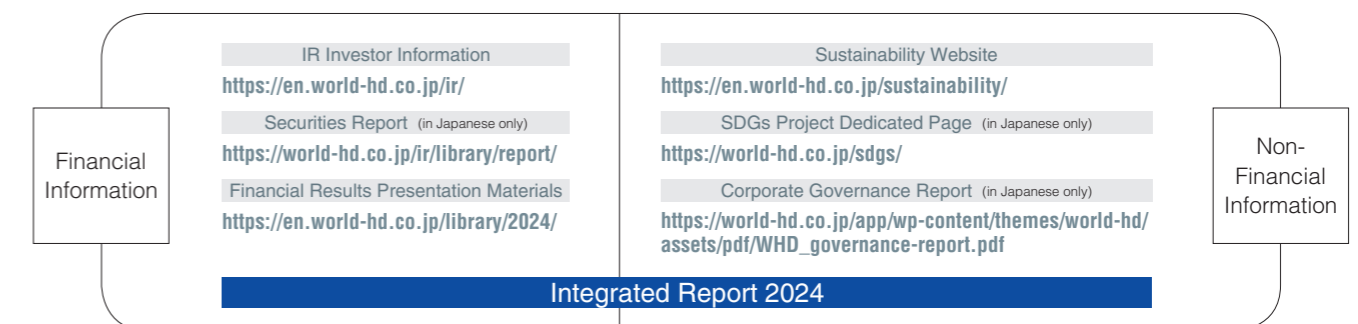 Financial
Information
IR Investor Information
https://en.world-hd.co.jp/ir/
Securities Report (in Japanese only)
https://world-hd.co.jp/ir/library/report/
Financial Results Presentation Materials
https://en.world-hd.co.jp/library/2024/
Sustainability Website
https://en.world-hd.co.jp/sustainability/
SDGs Project Dedicated Page (in Japanese only)
https://world-hd.co.jp/sdgs/
Corporate Governance Report (in Japanese only)
https://world-hd.co.jp/app/wp-content/themes/world-hd/
assets/pdf/WHD_governance-report.pdf
Non-
Financial
Information
Integrated Report 2024